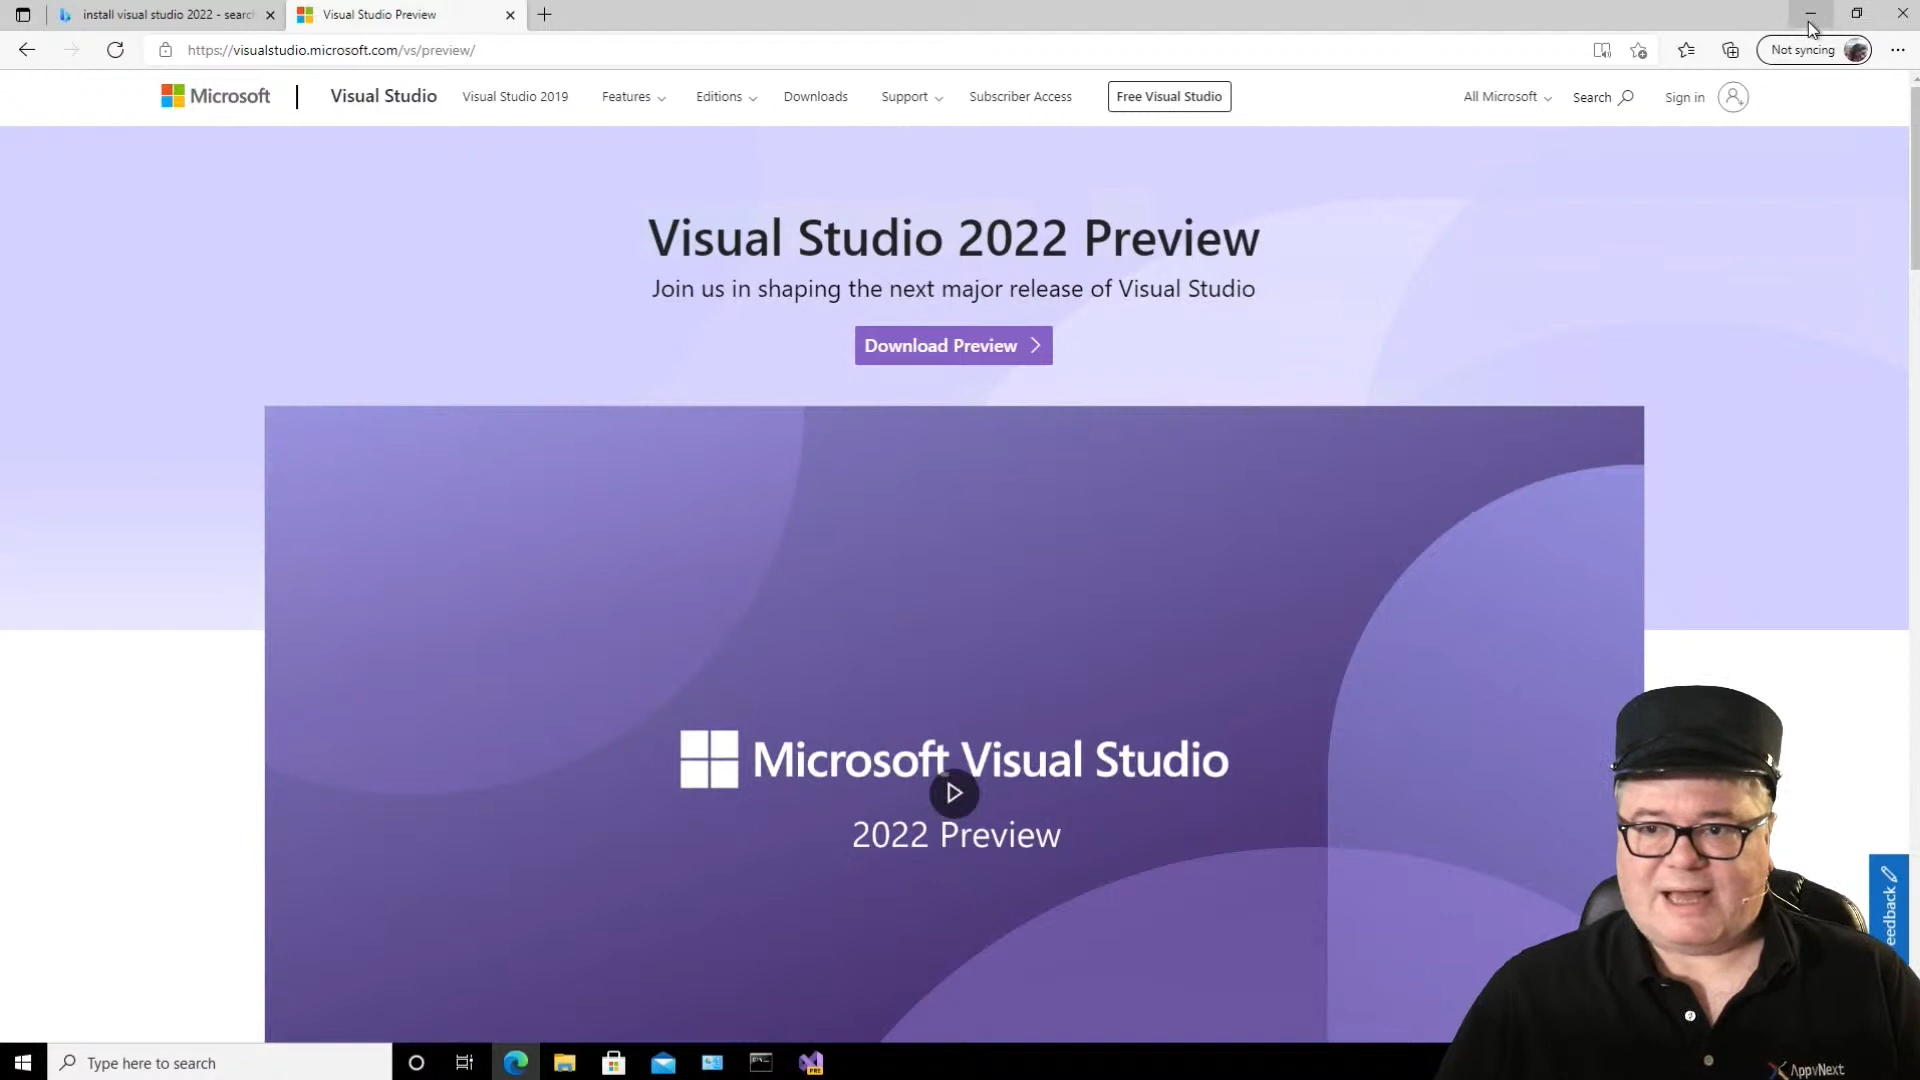 install visual studio 2022 - searc
Visual Studio Preview
https://visualstudio.microsoft.com/vs/preview/
Not syncing
Microsoft
Visual Studio
Visual Studio 2019
Features
Editions
Downloads
Support
Subscriber Access
Free Visual Studio
All Microsoft
Search
Sign in
Visual Studio 2022 Preview
Join us in shaping the next major release of Visual Studio
Download Preview
Microsoft Visual Studio
2022 Preview
eedback
Type here to search
PRE
AppvNext